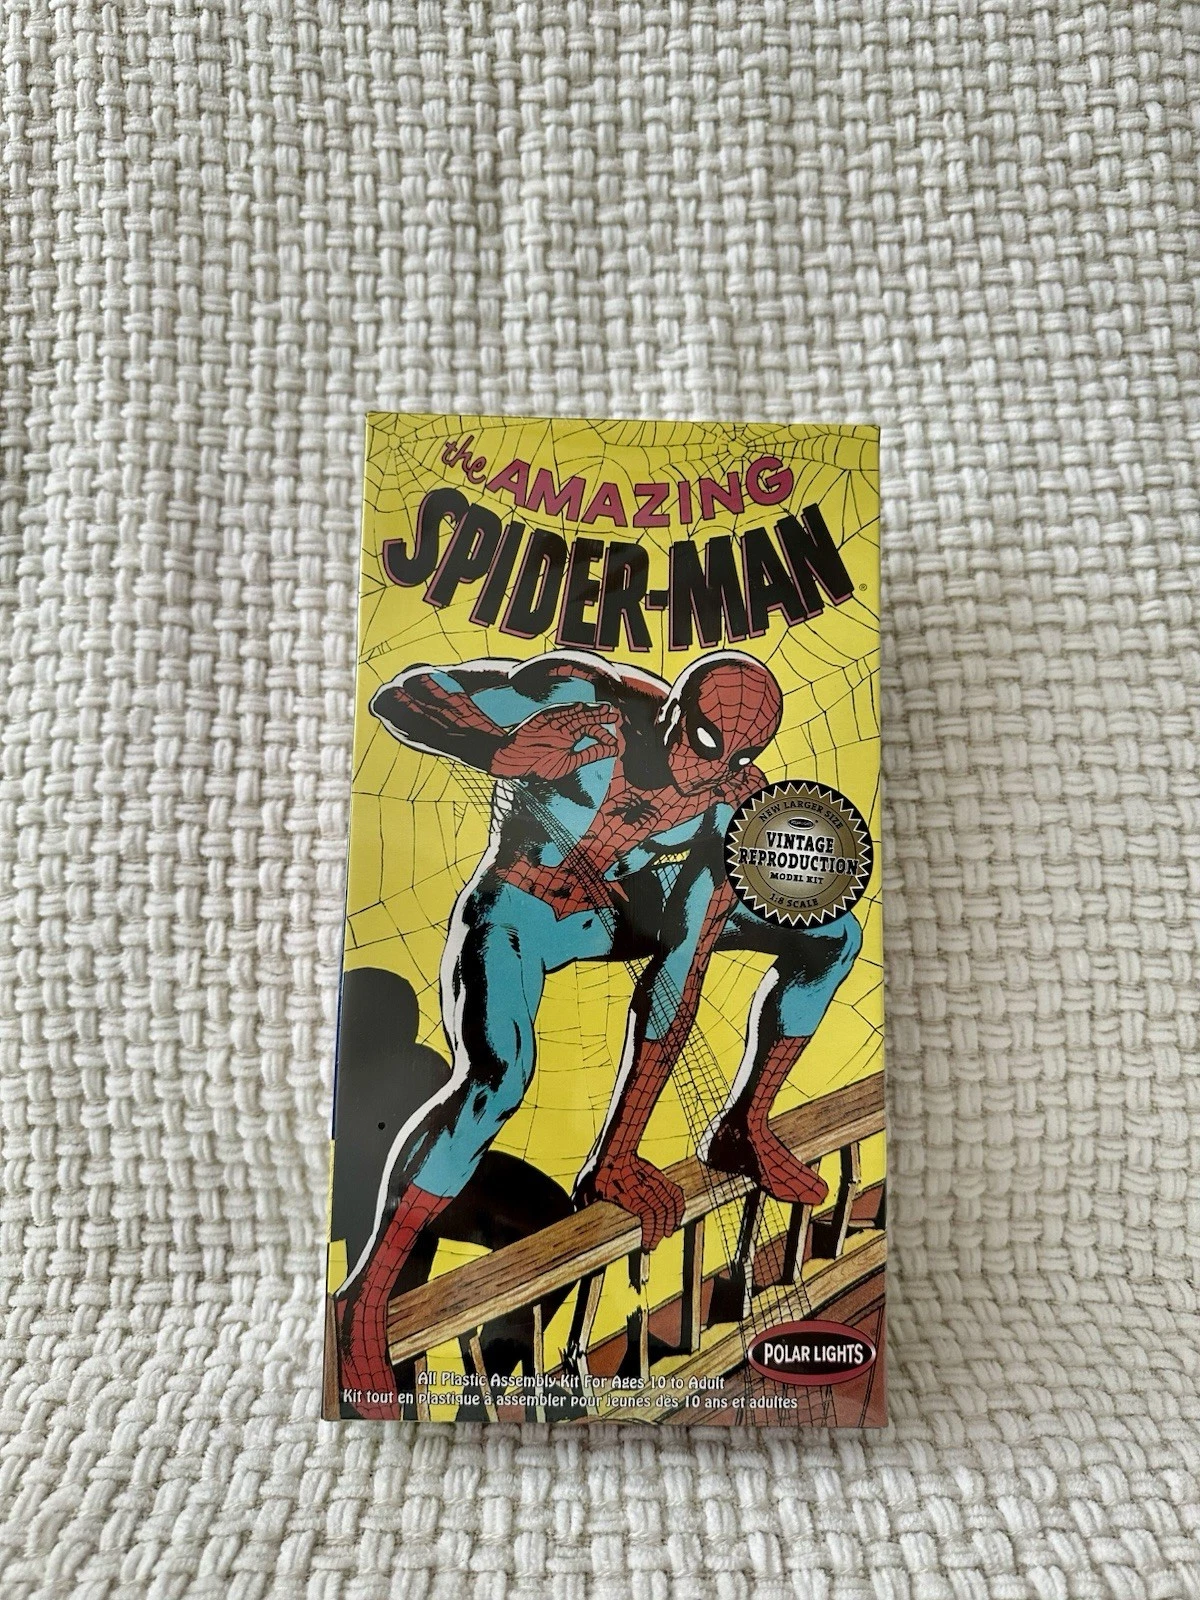 the AMAZING
SPIDER-MAN®
NEW LARGER SIZE
VINTAGE
REPRODUCTION
MODEL KIT
1:8 SCALE
POLAR LIGHTS
All Plastic Assembly Kit For Ages 10 to Adult
Kit tout en plastique à assembler pour jeunes dès 10 ans et adultes